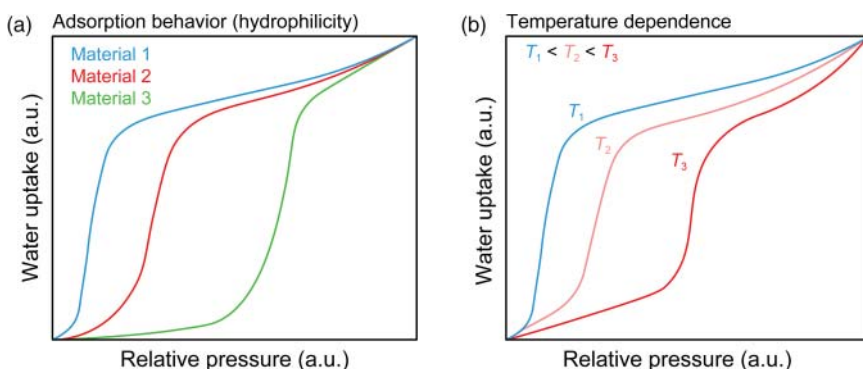 (a) Adsorption behavior (hydrophilicity)
Material 1
Material 2
Material 3
Water uptake (a.u.)
Relative pressure (a.u.)
(b) Temperature dependence
T₁ < T₂ < T₃
T₁
T₂
T₃
Water uptake (a.u.)
Relative pressure (a.u.)